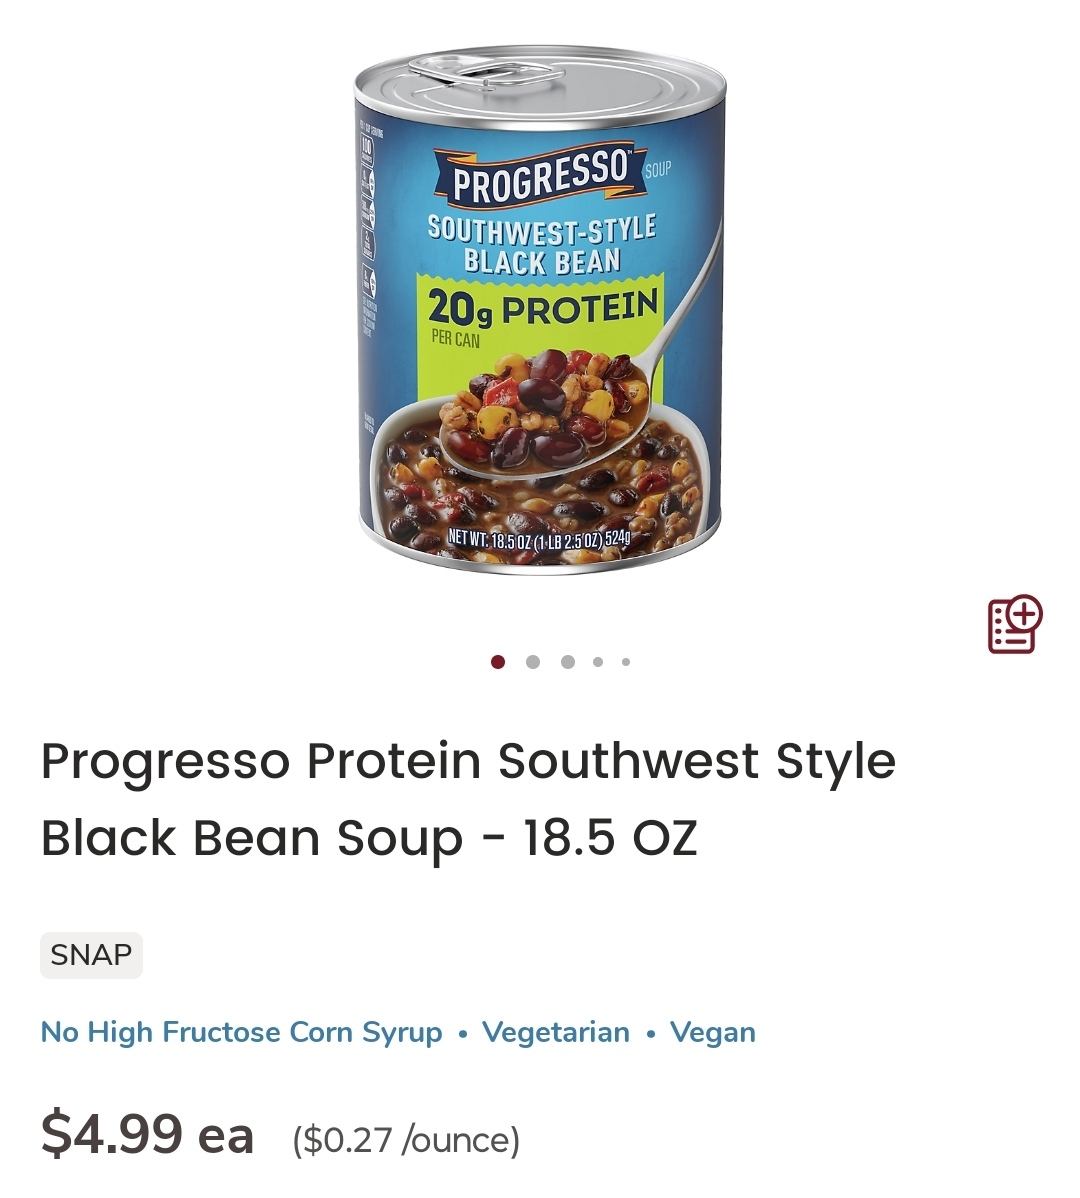 PROGRESSO™
SOUP
SOUTHWEST-STYLE
BLACK BEAN
20g PROTEIN
PER CAN
NET WT. 18.5 OZ (1 LB 2.5 OZ) 524g
Progresso Protein Southwest Style
Black Bean Soup - 18.5 OZ
SNAP
No High Fructose Corn Syrup • Vegetarian • Vegan
$4.99 ea ($0.27 /ounce)